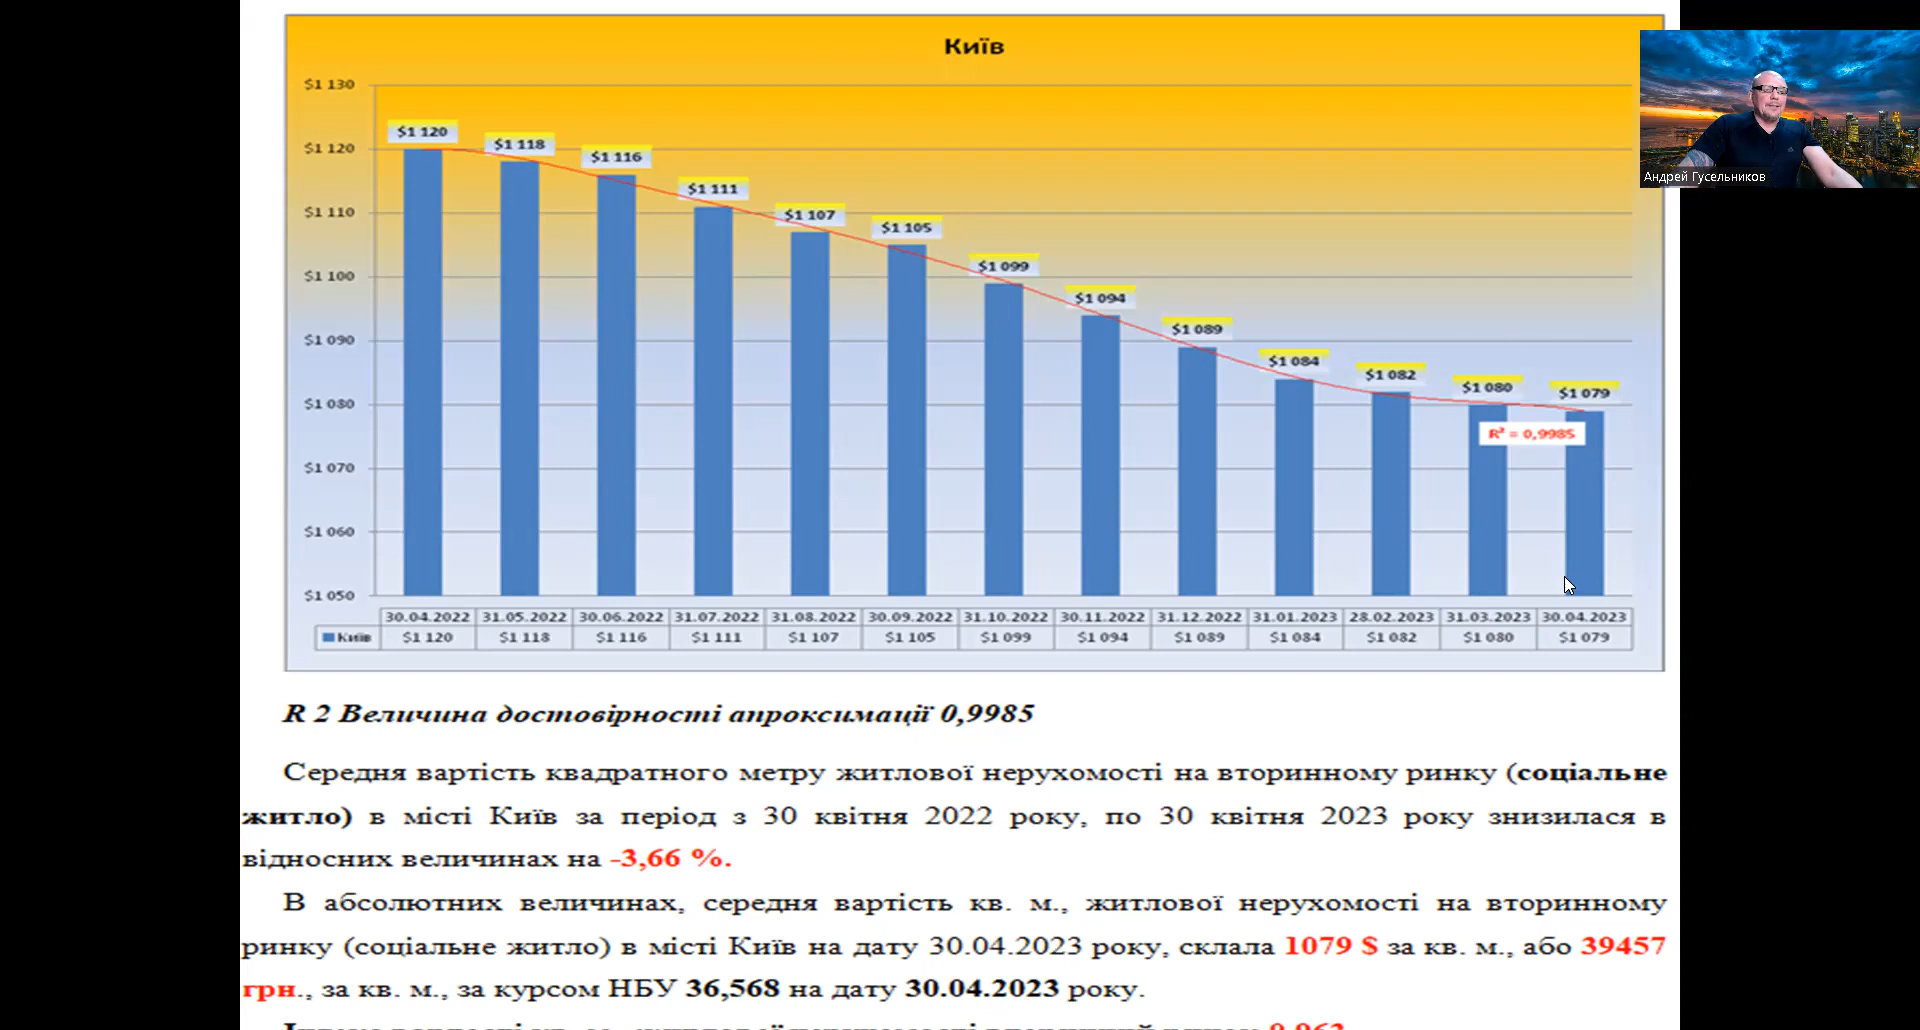 Київ
$1 130
$1 120
$1 110
$1 100
$1 090
$1 080
$1 070
$1 060
$1 050
$1 120
$1 118
$1 116
$1 111
$1 107
$1 105
$1 099
$1 094
$1 089
$1 084
$1 082
$1 080
$1 079
R² = 0,9985
30.04.2022 31.05.2022 30.06.2022 31.07.2022 31.08.2022 30.09.2022 31.10.2022 30.11.2022 31.12.2022 31.01.2023 28.02.2023 31.03.2023 30.04.2023
Київ $1 120 $1 118 $1 116 $1 111 $1 107 $1 105 $1 099 $1 094 $1 089 $1 084 $1 082 $1 080 $1 079
Андрей Гусельников
R 2 Величина достовірності апроксимації 0,9985
Середня вартість квадратного метру житлової нерухомості на вторинному ринку (соціальне
житло) в місті Київ за період з 30 квітня 2022 року, по 30 квітня 2023 року знизилася в
відносних величинах на -3,66 %.
В абсолютних величинах, середня вартість кв. м., житлової нерухомості на вторинному
ринку (соціальне житло) в місті Київ на дату 30.04.2023 року, склала 1079 $ за кв. м., або 39457
грн., за кв. м., за курсом НБУ 36,568 на дату 30.04.2023 року.